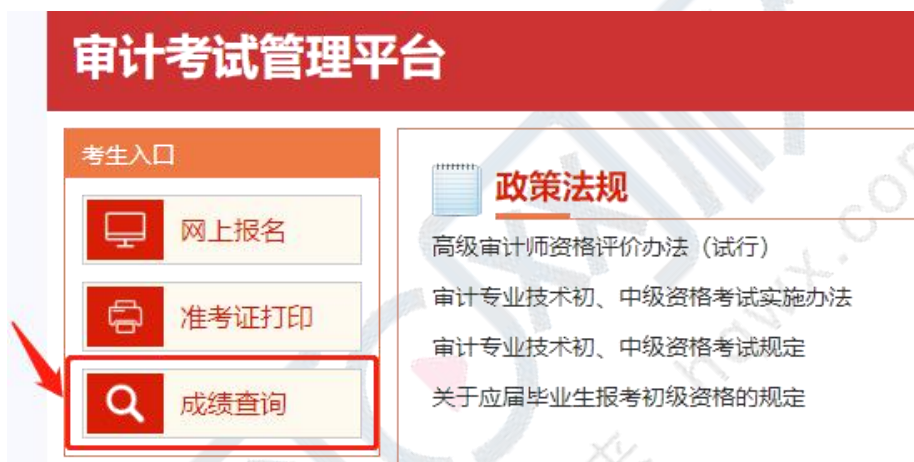 审计考试管理平台
考生入口
网上报名
准考证打印
成绩查询
政策法规
高级审计师资格评价办法（试行）
审计专业技术初、中级资格考试实施办法
审计专业技术初、中级资格考试规定
关于应届毕业生报考初级资格的规定
hqwx.com